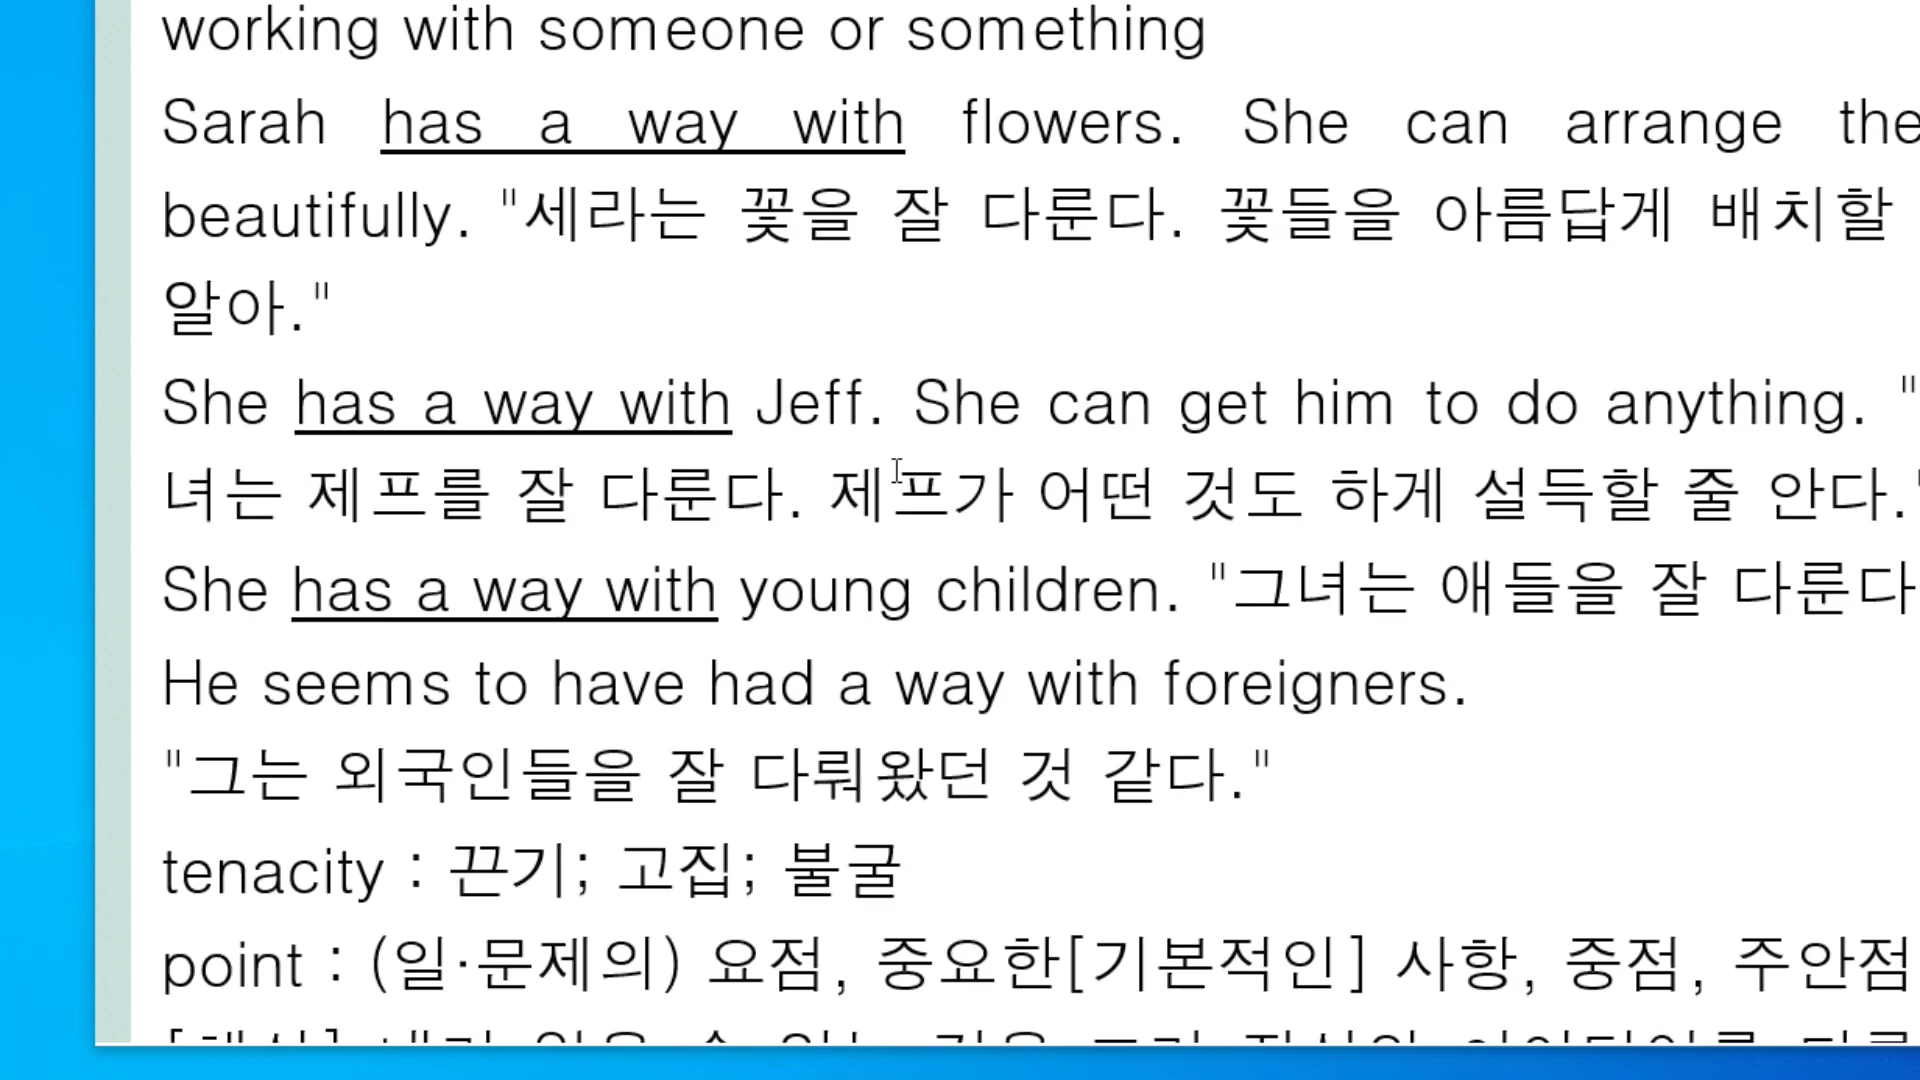 working with someone or something
Sarah has a way with flowers. She can arrange the
beautifully. "세라는 꽃을 잘 다룬다. 꽃들을 아름답게 배치할
알아."
She has a way with Jeff. She can get him to do anything. "
녀는 제프를 잘 다룬다. 제프가 어떤 것도 하게 설득할 줄 안다."
She has a way with young children. "그녀는 애들을 잘 다룬다
He seems to have had a way with foreigners.
"그는 외국인들을 잘 다뤄왔던 것 같다."
tenacity : 끈기; 고집; 불굴
point : (일·문제의) 요점, 중요한[기본적인] 사항, 중점, 주안점